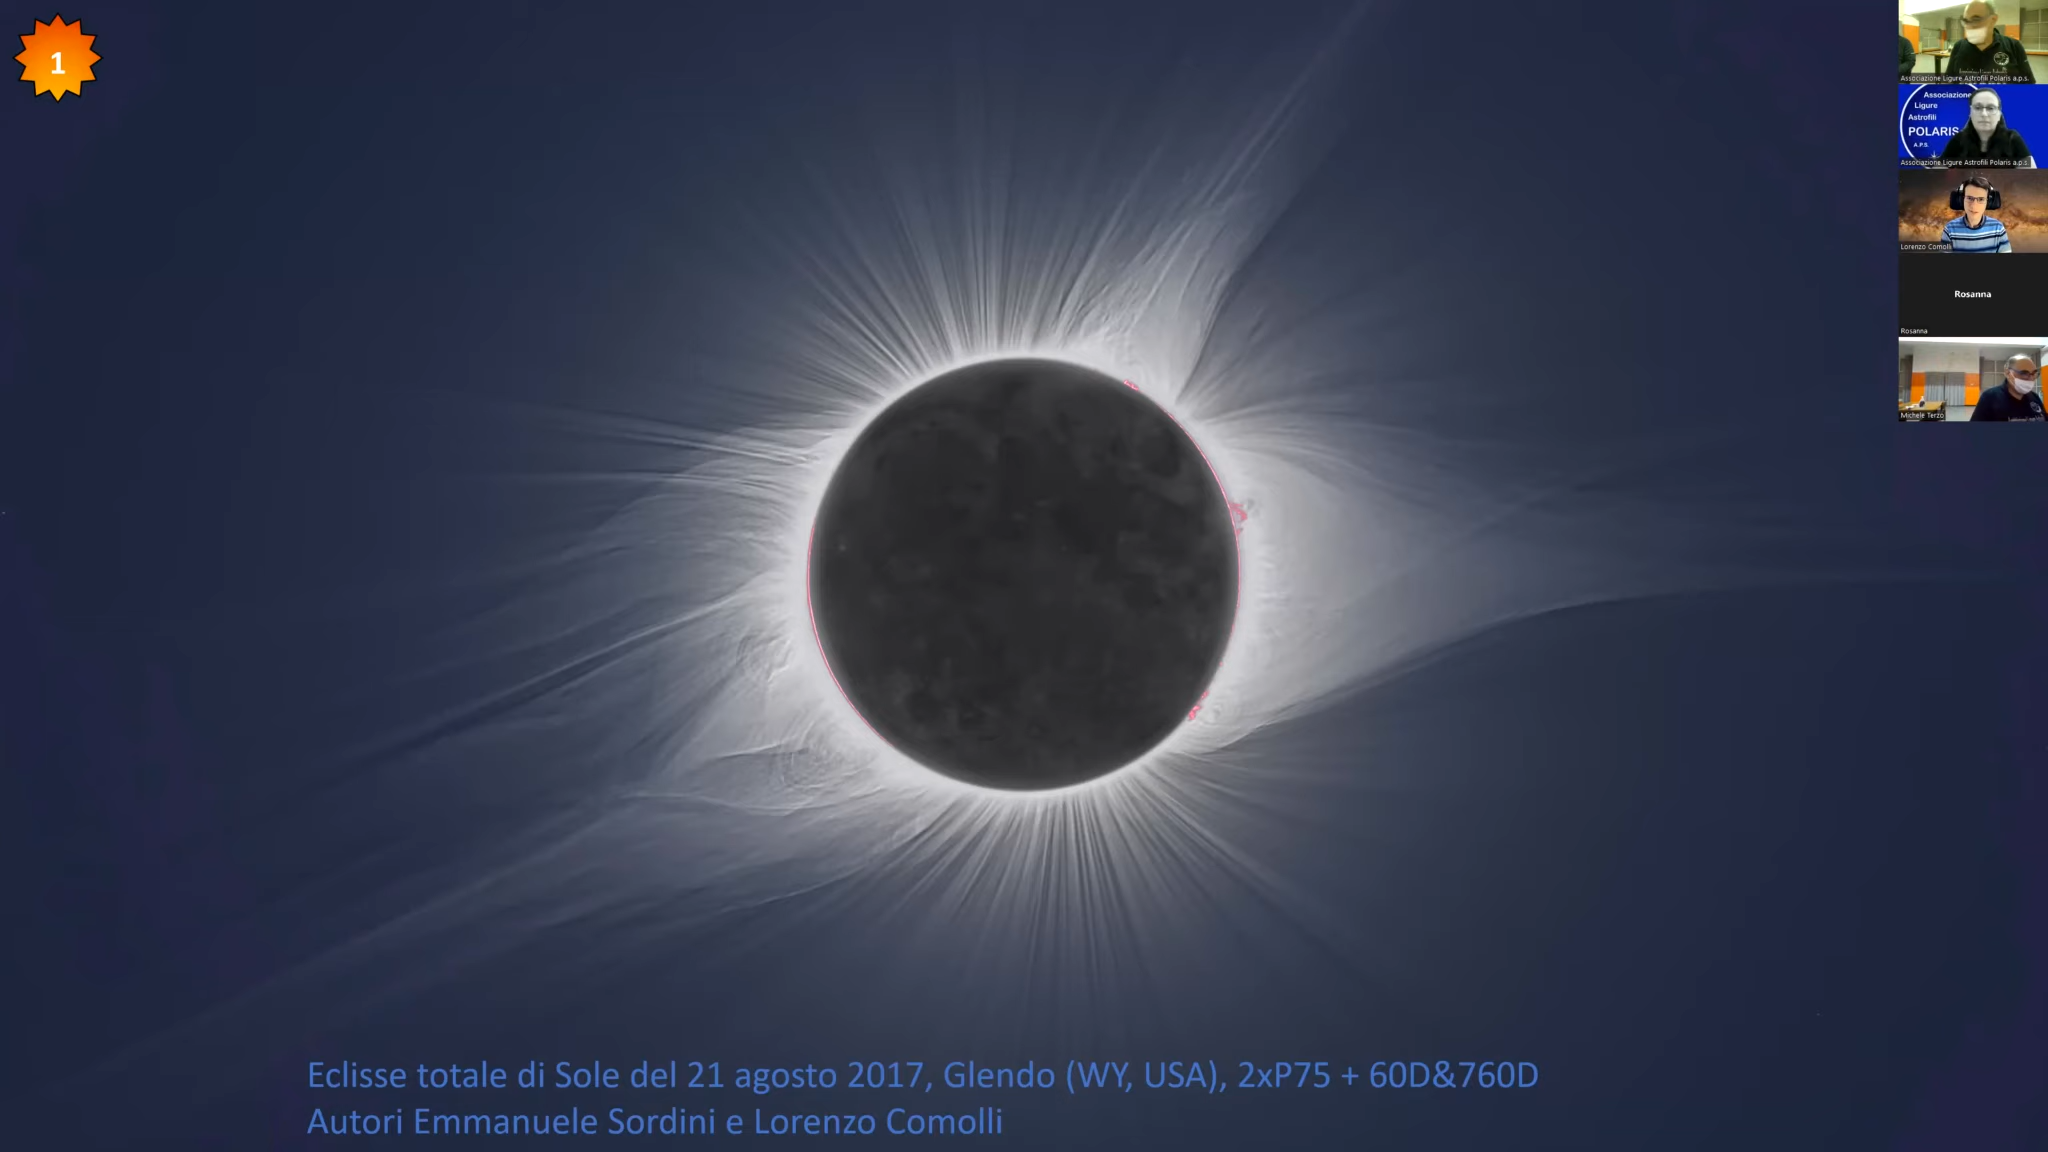 1
Associazione Ligure Astrofili Polaris a.p.s.
Associazione
Ligure
Astrofili
POLARIS
A.P.S.
Associazione Ligure Astrofili Polaris a.p.s.
Lorenzo Comolli
Rosanna
Rosanna
Michele Terzo
Eclisse totale di Sole del 21 agosto 2017, Glendo (WY, USA), 2xP75 + 60D&760D
Autori Emmanuele Sordini e Lorenzo Comolli